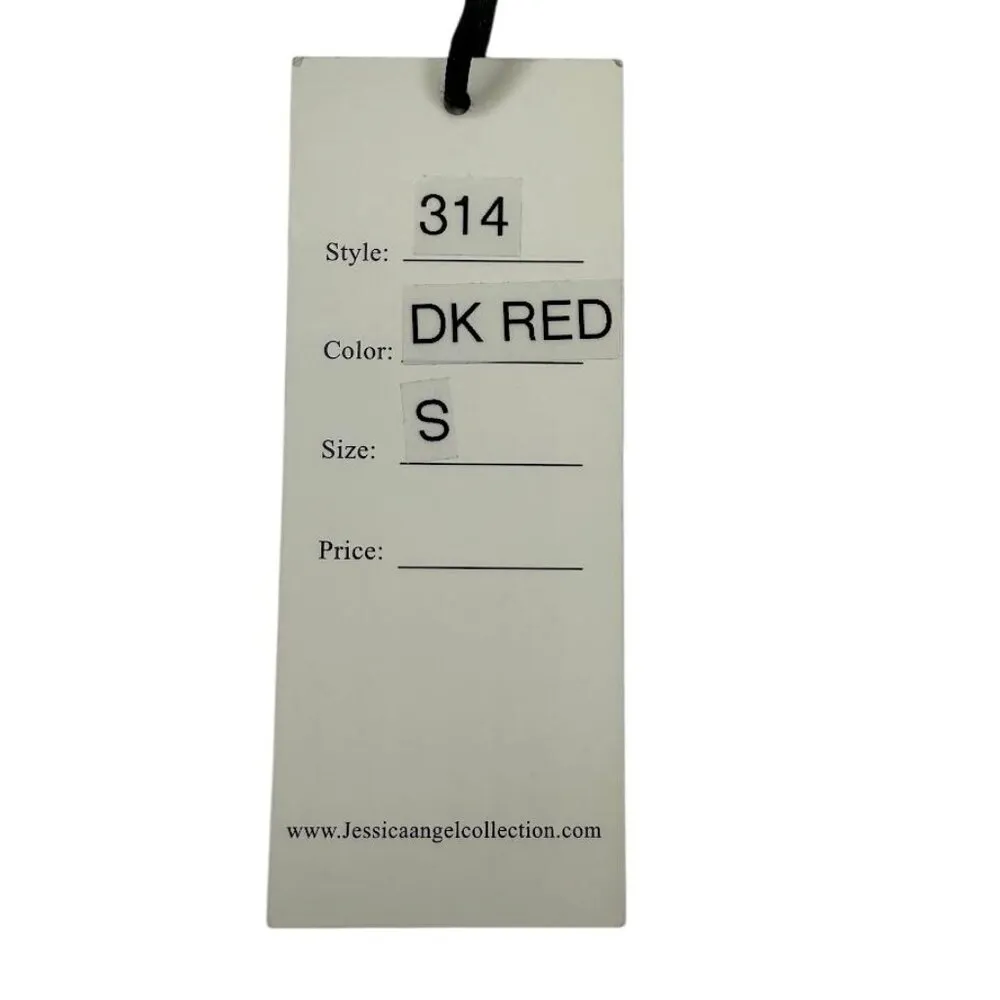 Style: 314
Color: DK RED
Size: S
Price:
www.Jessicaangelcollection.com